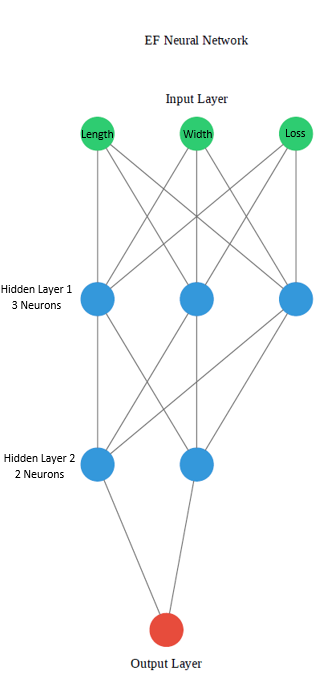 EF Neural Network
Input Layer
Length
Width
Loss
Hidden Layer 1
3 Neurons
Hidden Layer 2
2 Neurons
Output Layer